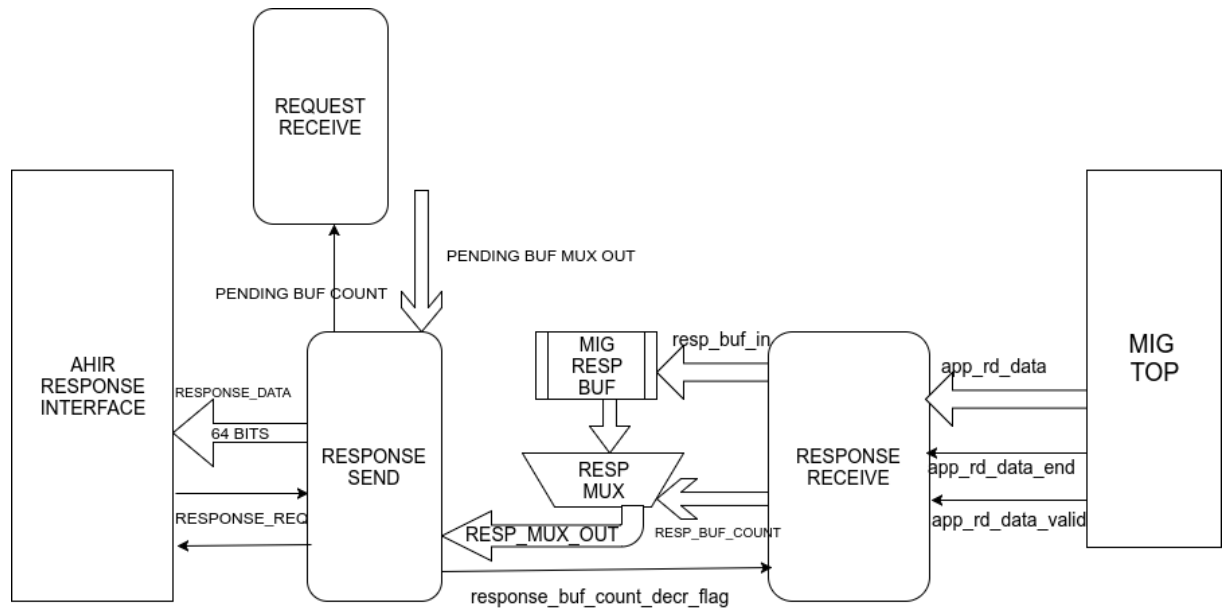 REQUEST
RECEIVE
PENDING BUF MUX OUT
PENDING BUF COUNT
AHIR
RESPONSE
INTERFACE
RESPONSE_DATA
64 BITS
RESPONSE_REQ
RESPONSE
SEND
MIG
RESP
BUF
resp_buf_in
RESP
MUX
RESP_MUX_OUT
RESP_BUF_COUNT
response_buf_count_decr_flag
RESPONSE
RECEIVE
app_rd_data
app_rd_data_end
app_rd_data_valid
MIG
TOP